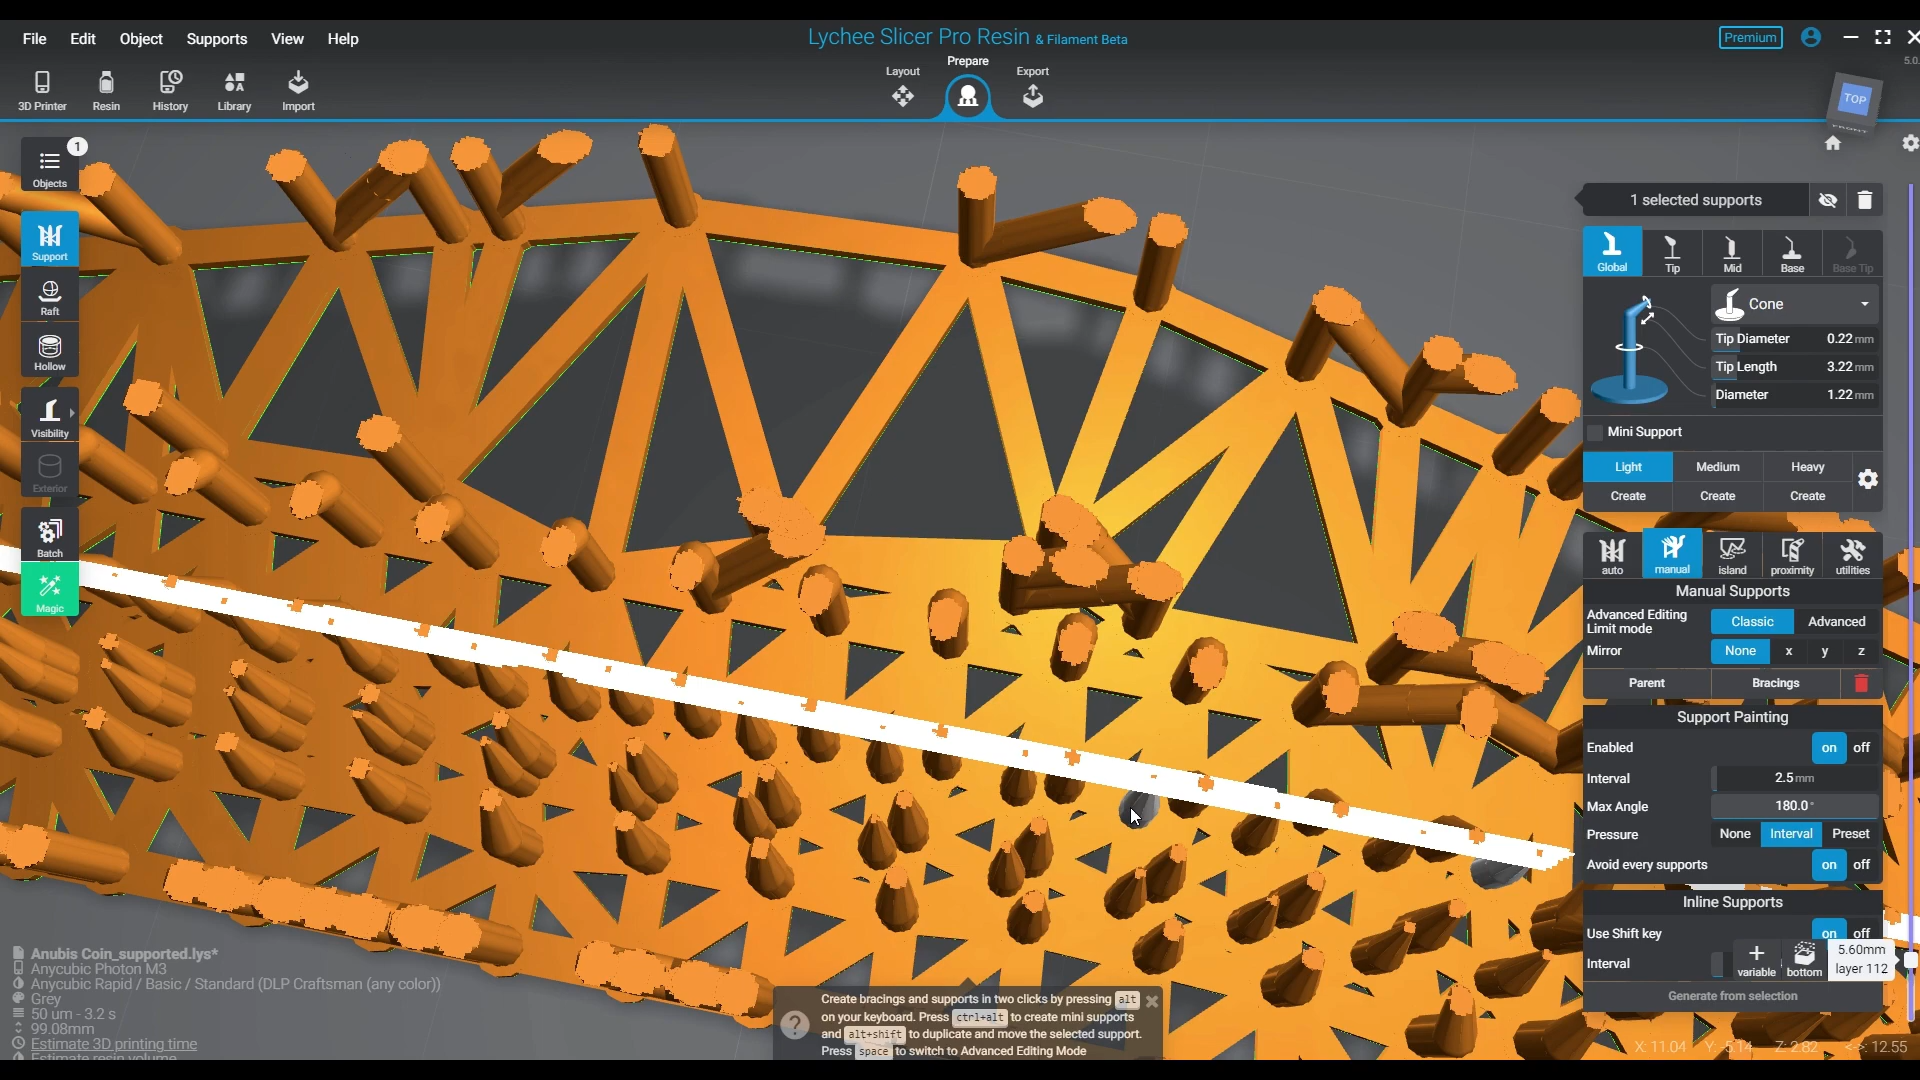 File Edit Object Supports View Help
Lychee Slicer Pro Resin & Filament Beta
Premium
5.0.
3D Printer Resin History Library Import
Layout Prepare Export
TOP
FRONT
1
Objects
Support
Raft
Hollow
Visibility
Exterior
Batch
Magic
1 selected supports
Global Tip Mid Base Base Tip
Cone
Tip Diameter 0.22 mm
Tip Length 3.22 mm
Diameter 1.22 mm
Mini Support
Light Medium Heavy
Create Create Create
auto manual island proximity utilities
Manual Supports
Advanced Editing
Limit mode
Classic Advanced
Mirror None x y z
Parent Bracings
Support Painting
Enabled on off
Interval 2.5 mm
Max Angle 180.0 °
Pressure None Interval Preset
Avoid every supports on off
Inline Supports
Use Shift key on off
Interval
variable bottom
5.60mm
layer 112
Generate from selection
Anubis Coin_supported.lys*
Anycubic Photon M3
Anycubic Rapid / Basic / Standard (DLP Craftsman (any color))
Grey
50 um - 3.2 s
99.08mm
Estimate 3D printing time
Estimate resin volume
Create bracings and supports in two clicks by pressing alt
on your keyboard. Press ctrl+alt to create mini supports
and alt+shift to duplicate and move the selected support.
Press space to switch to Advanced Editing Mode
X: 11.04 Y: -5.14 Z: 2.82 <->: 12.55